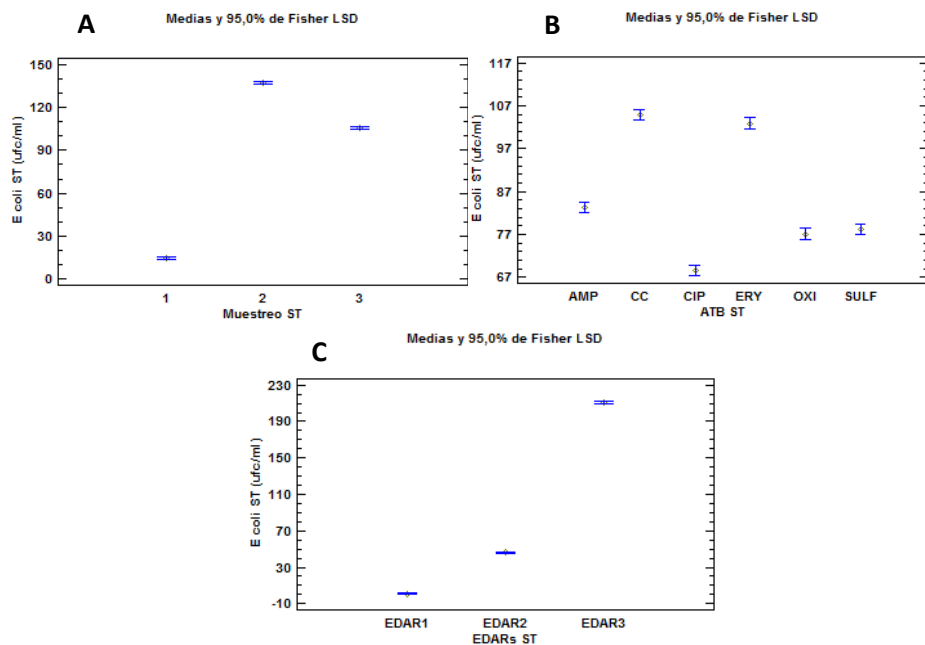 A
Medias y 95,0% de Fisher LSD
150
120
90
60
30
0
E coli ST (ufc/ml)
1 2 3
Muestreo ST
B
Medias y 95,0% de Fisher LSD
117
107
97
87
77
67
E coli ST (ufc/ml)
AMP CC CIP ERY OXI SULF
ATB ST
C
Medias y 95,0% de Fisher LSD
230
190
150
110
70
30
-10
E coli ST (ufc/ml)
EDAR1 EDAR2 EDAR3
EDARs ST